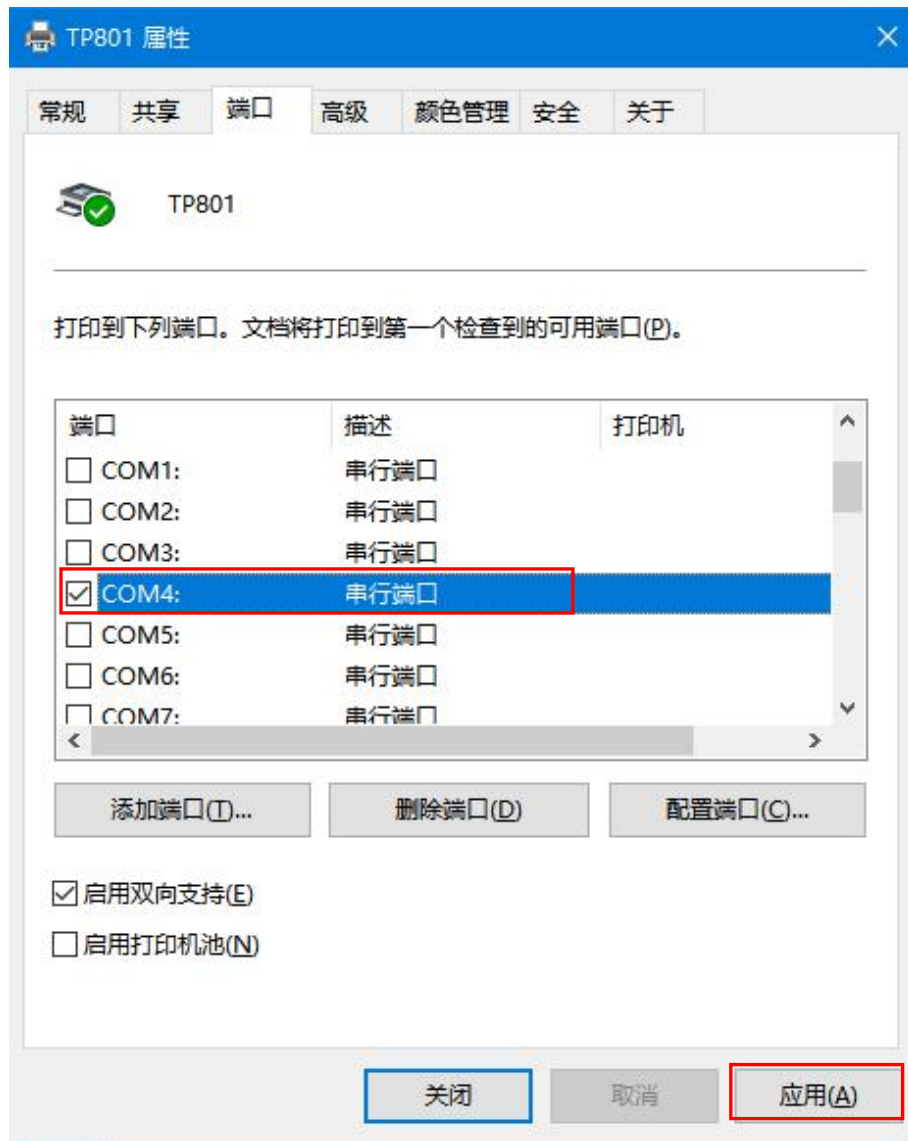 TP801 属性
常规 共享 端口 高级 颜色管理 安全 关于
TP801
打印到下列端口。文档将打印到第一个检查到的可用端口(P)。
端口 描述 打印机
COM1: 串行端口
COM2: 串行端口
COM3: 串行端口
COM4: 串行端口
COM5: 串行端口
COM6: 串行端口
COM7: 串行端口
添加端口(T)... 删除端口(D) 配置端口(C)...
启用双向支持(E)
启用打印机池(N)
关闭 取消 应用(A)